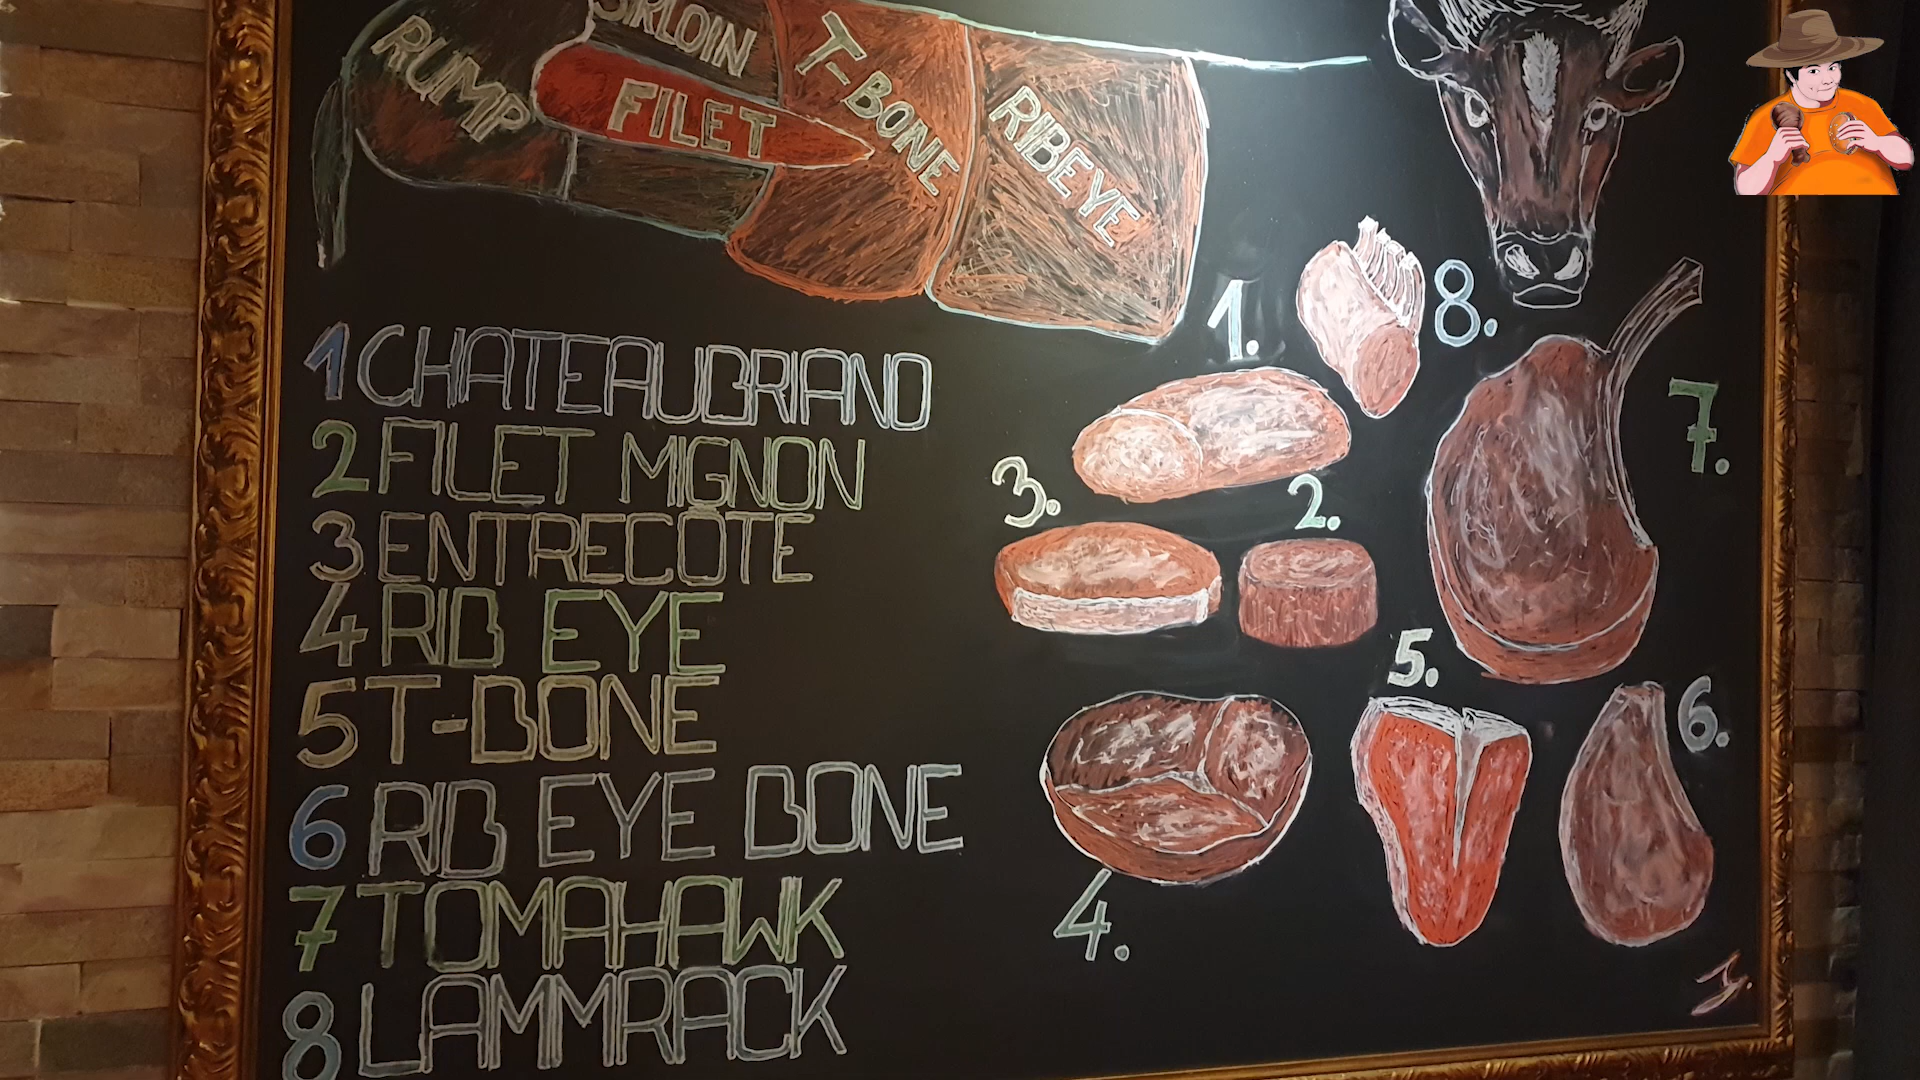 RUMP
SIRLOIN
FILET
T-BONE
RIBEYE
1 CHATEAUBRIAND
2 FILET MIGNON
3 ENTRECÔTE
4 RIB EYE
5 T-BONE
6 RIB EYE BONE
7 TOMAHAWK
8 LAMMRACK
1.
8.
7.
3.
2.
5.
6.
4.